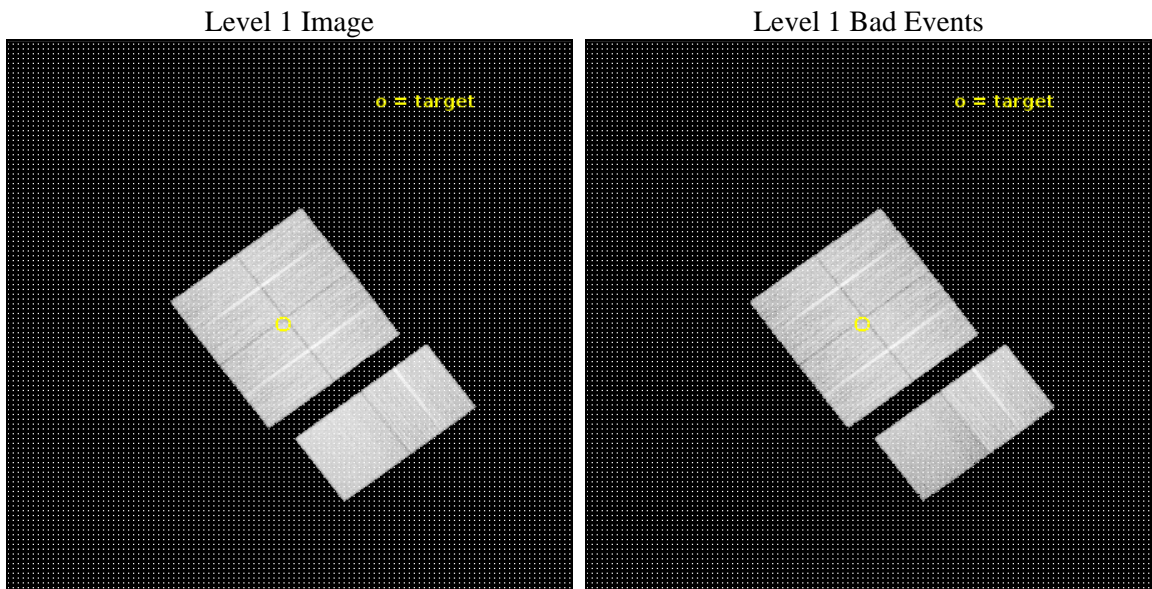 Level 1 Image
Level 1 Bad Events
o = target
o = target